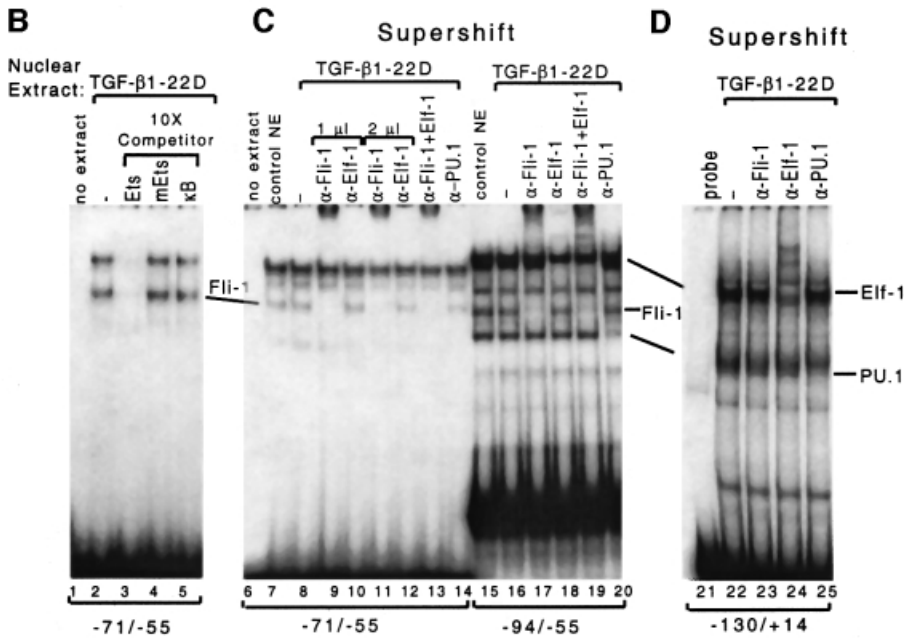 B
Nuclear
Extract:
TGF-β1-22D
10X
Competitor
no extract
-
Ets
mEts
κB
Fli-1
1 2 3 4 5
-71/-55
C
Supershift
TGF-β1-22D
1 μl
2 μl
no extract
control NE
-
α-Fli-1
α-Elf-1
α-Fli-1
α-Elf-1
α-Fli-1+Elf-1
α-PU.1
6 7 8 9 10 11 12 13 14
-71/-55
TGF-β1-22D
control NE
-
α-Fli-1
α-Elf-1
α-Fli-1+Elf-1
α-PU.1
Fli-1
15 16 17 18 19 20
-94/-55
D
Supershift
TGF-β1-22D
probe
-
α-Fli-1
α-Elf-1
α-PU.1
Elf-1
PU.1
21 22 23 24 25
-130/+14